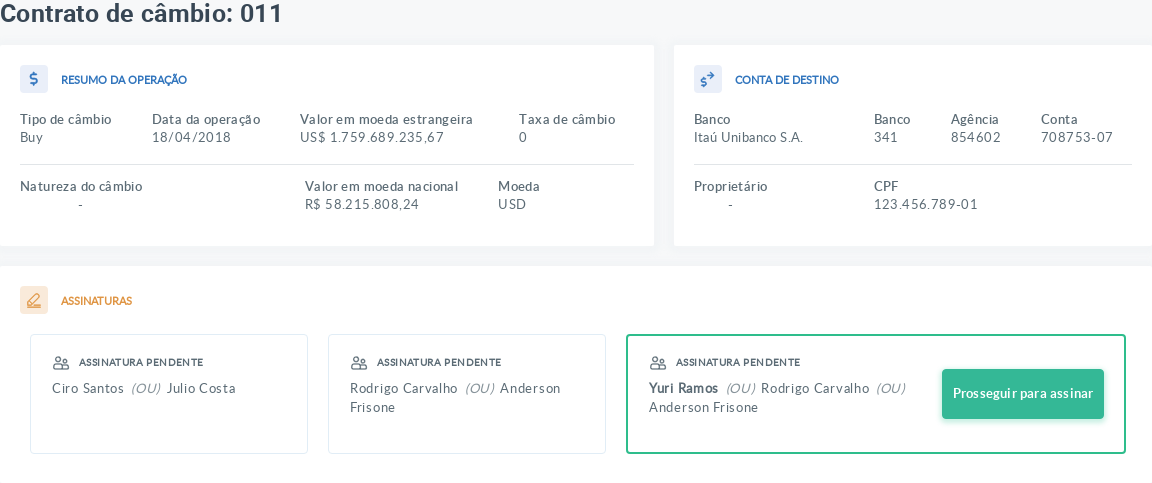 Contrato de câmbio: 011
RESUMO DA OPERAÇÃO
Tipo de câmbio Data da operação Valor em moeda estrangeira Taxa de câmbio
Buy 18/04/2018 US$ 1.759.689.235,67 0
Natureza do câmbio Valor em moeda nacional Moeda
- R$ 58.215.808,24 USD
CONTA DE DESTINO
Banco Banco Agência Conta
Itaú Unibanco S.A. 341 854602 708753-07
Proprietário CPF
- 123.456.789-01
ASSINATURAS
ASSINATURA PENDENTE
Ciro Santos (OU) Julio Costa
ASSINATURA PENDENTE
Rodrigo Carvalho (OU) Anderson
Frisone
ASSINATURA PENDENTE
Yuri Ramos (OU) Rodrigo Carvalho (OU)
Anderson Frisone
Prosseguir para assinar